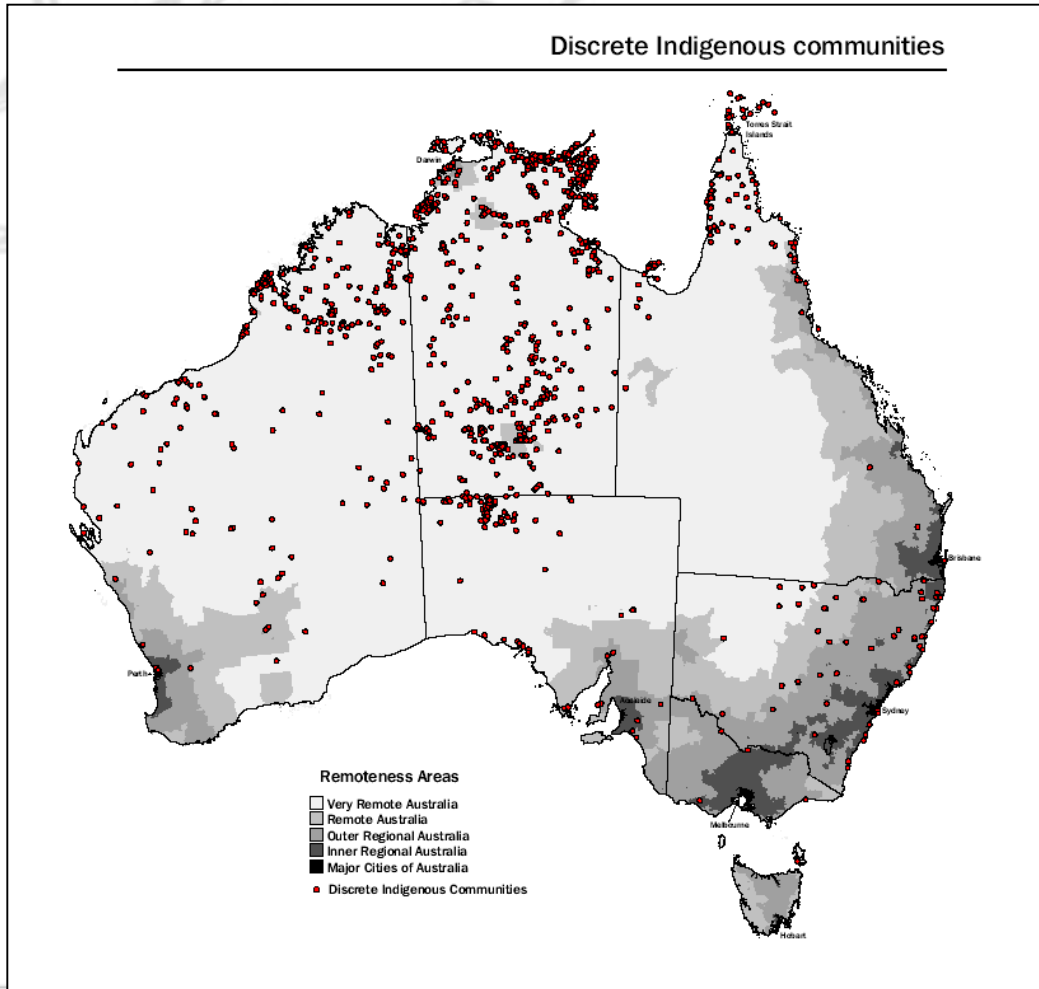 Discrete Indigenous communities
Torres Strait
Islands
Darwin
Brisbane
Perth
Adelaide
Sydney
Remoteness Areas
Very Remote Australia
Remote Australia
Outer Regional Australia
Inner Regional Australia
Major Cities of Australia
Discrete Indigenous Communities
Melbourne
Hobart